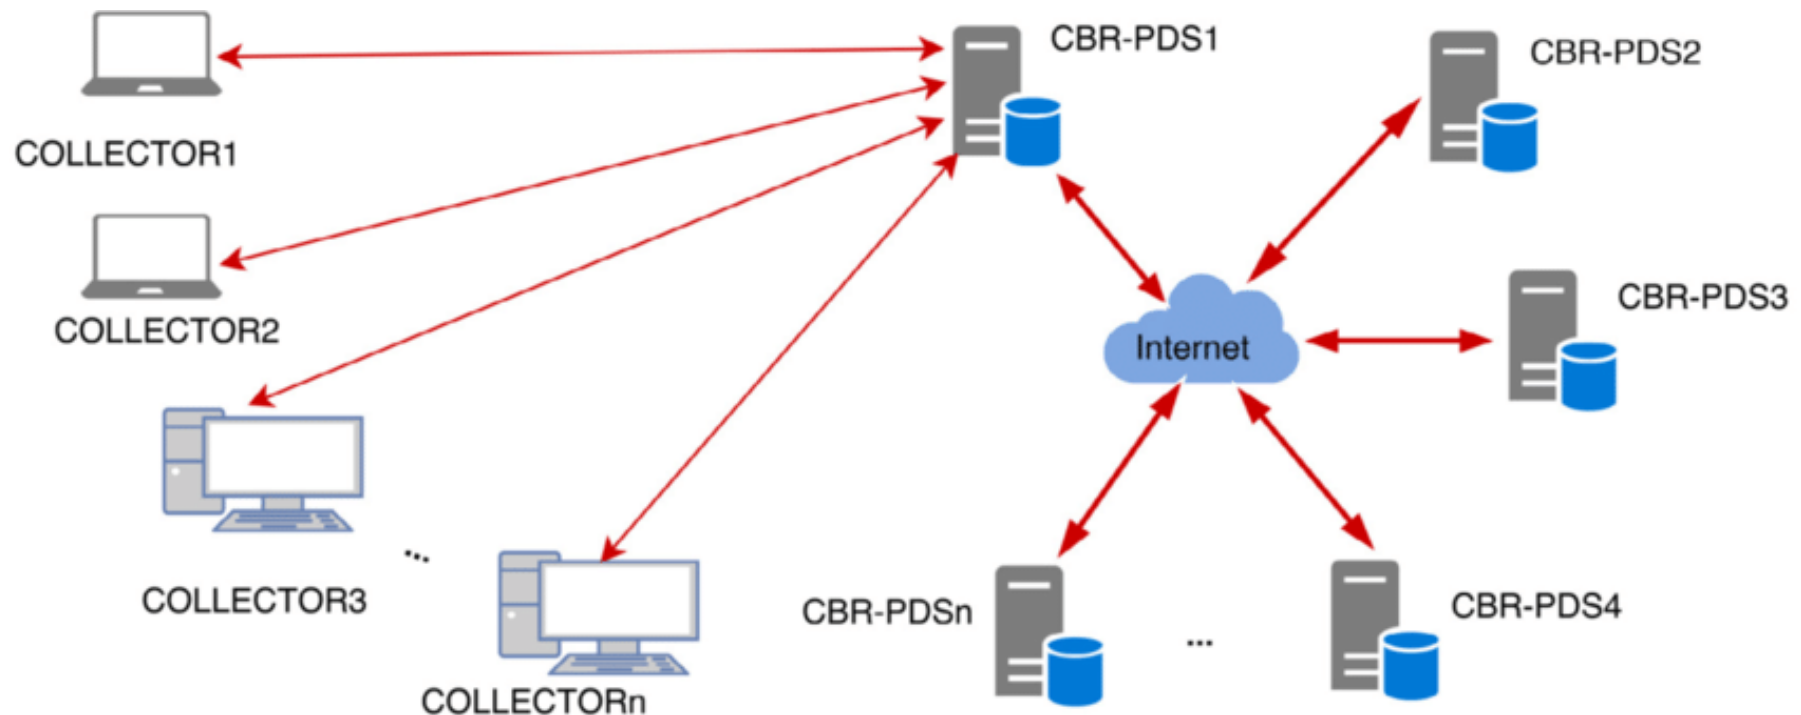 CBR-PDS1
CBR-PDS2
COLLECTOR1
COLLECTOR2
CBR-PDS3
Internet
...
COLLECTOR3
COLLECTORn
CBR-PDSn
...
CBR-PDS4